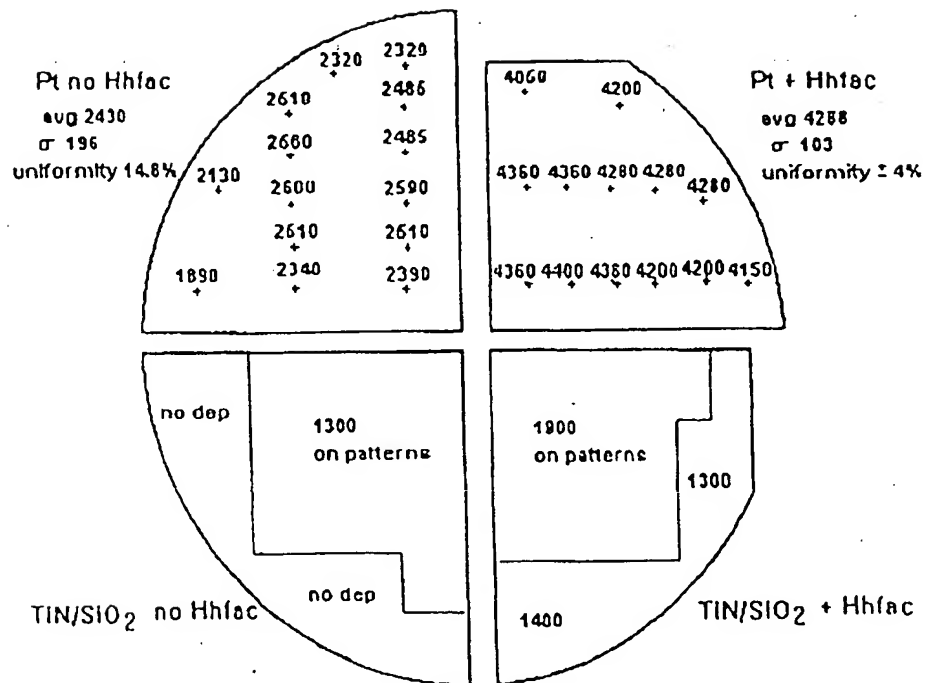 Pt no Hhfac
avg 2430
σ 196
uniformity 14.8%
2320 2320
2610 2485
2660 2485
2130 2600 2590
2610 2610
1890 2340 2390
Pt + Hhfac
avg 4288
σ 103
uniformity ± 4%
4060 4200
4360 4360 4280 4280 4280
4360 4400 4360 4200 4200 4150
no dep
1300
on patterns
no dep
TiN/SiO₂ no Hhfac
1900
on patterns
1300
1400
TiN/SiO₂ + Hhfac